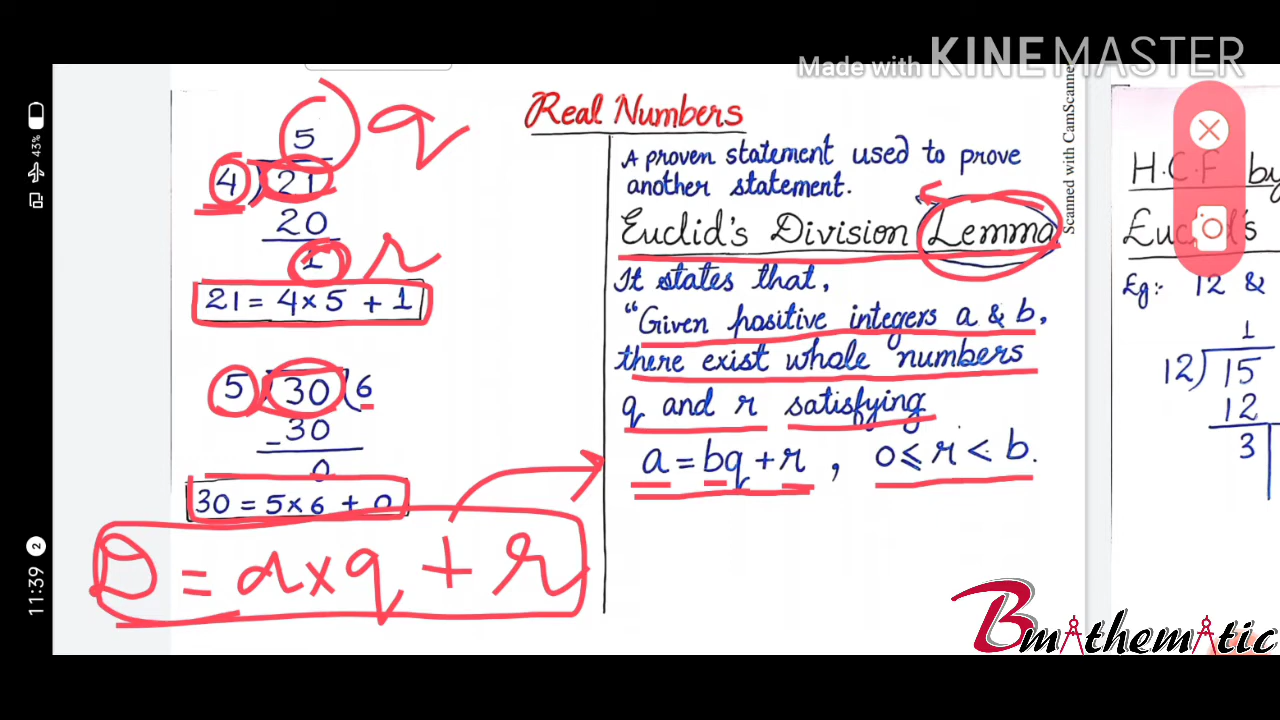 Made with KINEMASTER
43%
11:39
2
5
q
4) 21
20
1 r
21 = 4×5 + 1
5) 30 (6
-30
0
30 = 5×6 + 0
D = d×q + r
Real Numbers
A proven statement used to prove
another statement.
Euclid's Division Lemma
It states that,
"Given positive integers a & b,
there exist whole numbers
q and r satisfying
a = bq + r , 0 ⩽ r < b.
Scanned with CamScanner
H.C.F by
Eg:- 12 &
1
12) 15
12
3
Bmathematic